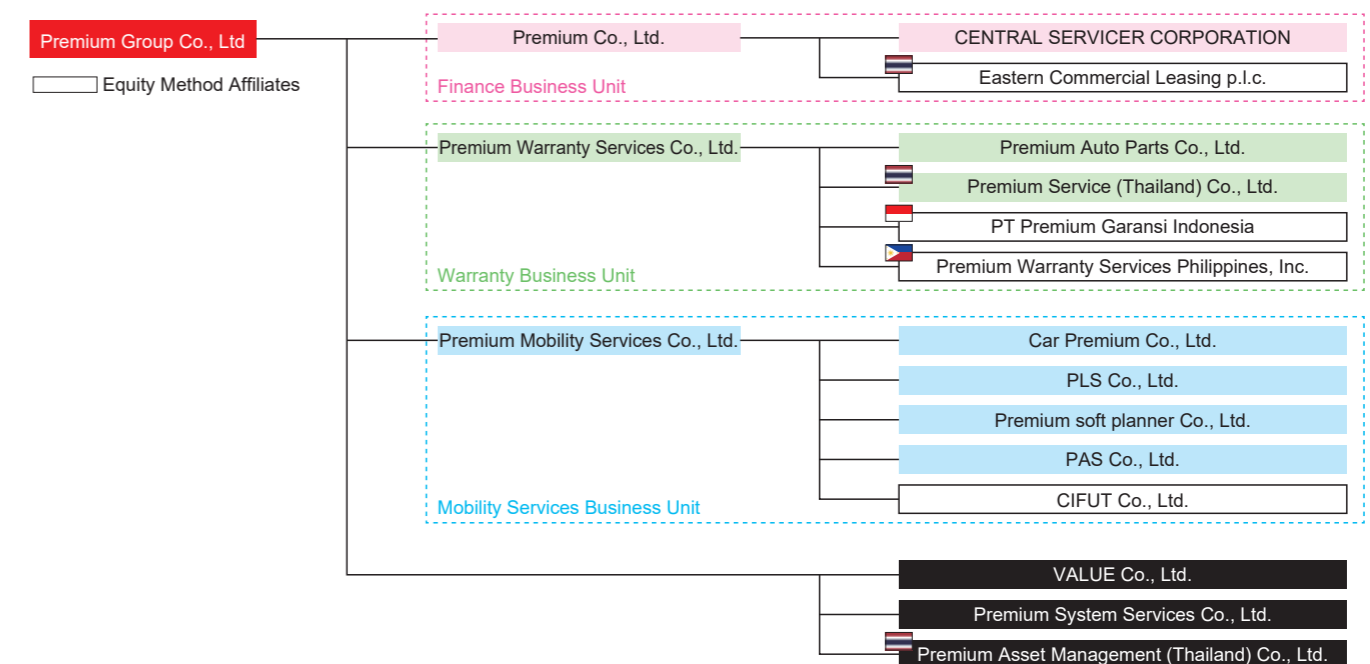 Premium Group Co., Ltd
Equity Method Affiliates
Premium Co., Ltd.
CENTRAL SERVICER CORPORATION
Eastern Commercial Leasing p.l.c.
Finance Business Unit
Premium Warranty Services Co., Ltd.
Premium Auto Parts Co., Ltd.
Premium Service (Thailand) Co., Ltd.
PT Premium Garansi Indonesia
Premium Warranty Services Philippines, Inc.
Warranty Business Unit
Premium Mobility Services Co., Ltd.
Car Premium Co., Ltd.
PLS Co., Ltd.
Premium soft planner Co., Ltd.
PAS Co., Ltd.
CIFUT Co., Ltd.
Mobility Services Business Unit
VALUE Co., Ltd.
Premium System Services Co., Ltd.
Premium Asset Management (Thailand) Co., Ltd.